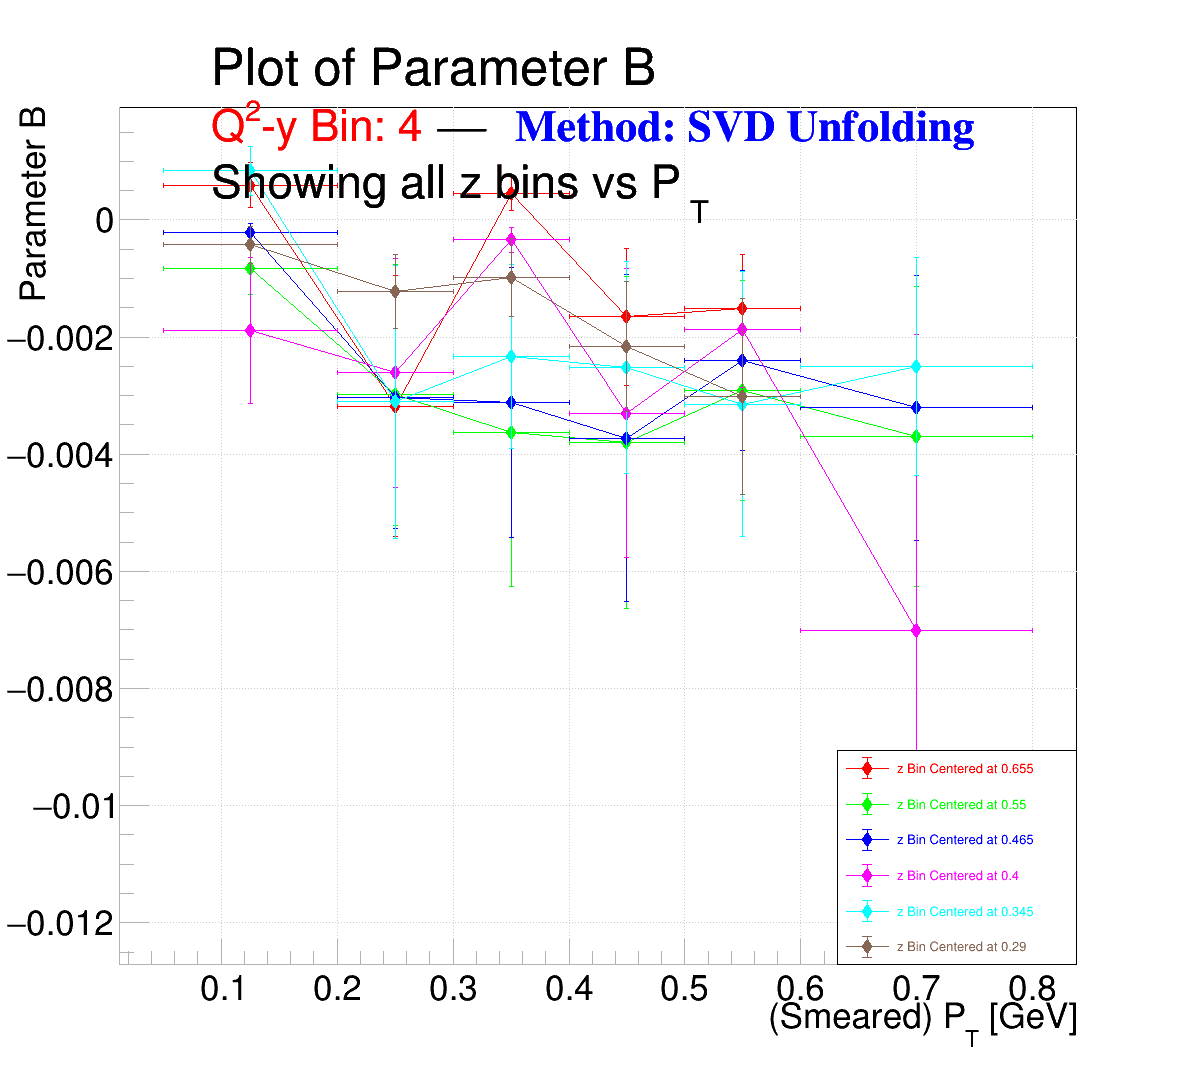 Plot of Parameter B
Q2-y Bin: 4 — Method: SVD Unfolding
Showing all z bins vs PT
Parameter B
0
−0.002
−0.004
−0.006
−0.008
−0.01
−0.012
z Bin Centered at 0.655
z Bin Centered at 0.55
z Bin Centered at 0.465
z Bin Centered at 0.4
z Bin Centered at 0.345
z Bin Centered at 0.29
0.1 0.2 0.3 0.4 0.5 0.6 0.7 0.8
(Smeared) PT [GeV]